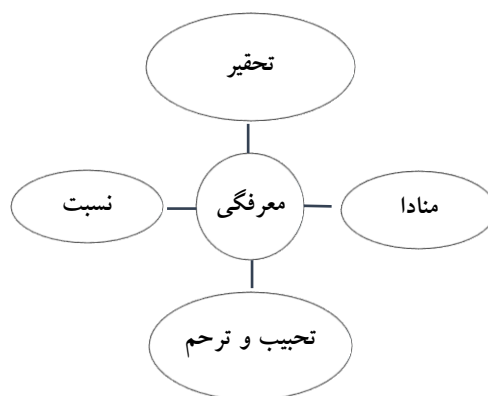 تحقیر
منادا
معرفگی
نسبت
تحبیب و ترحم